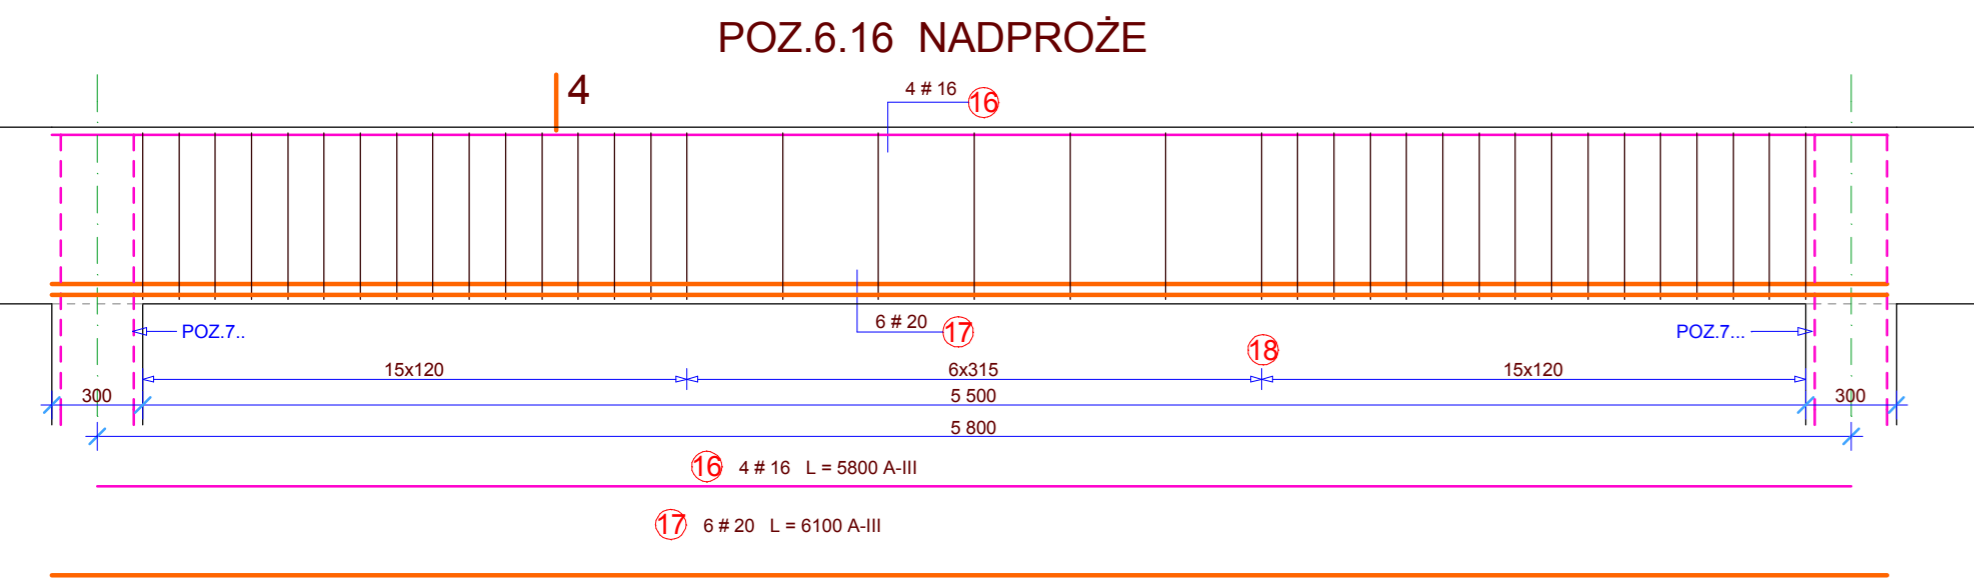 POZ.6.16 NADPROŻE
4
4 # 16 16
6 # 20 17
18
POZ.7..
POZ.7...
15x120 6x315 15x120
300 5 500 300
5 800
16 4 # 16 L = 5800 A-III
17 6 # 20 L = 6100 A-III